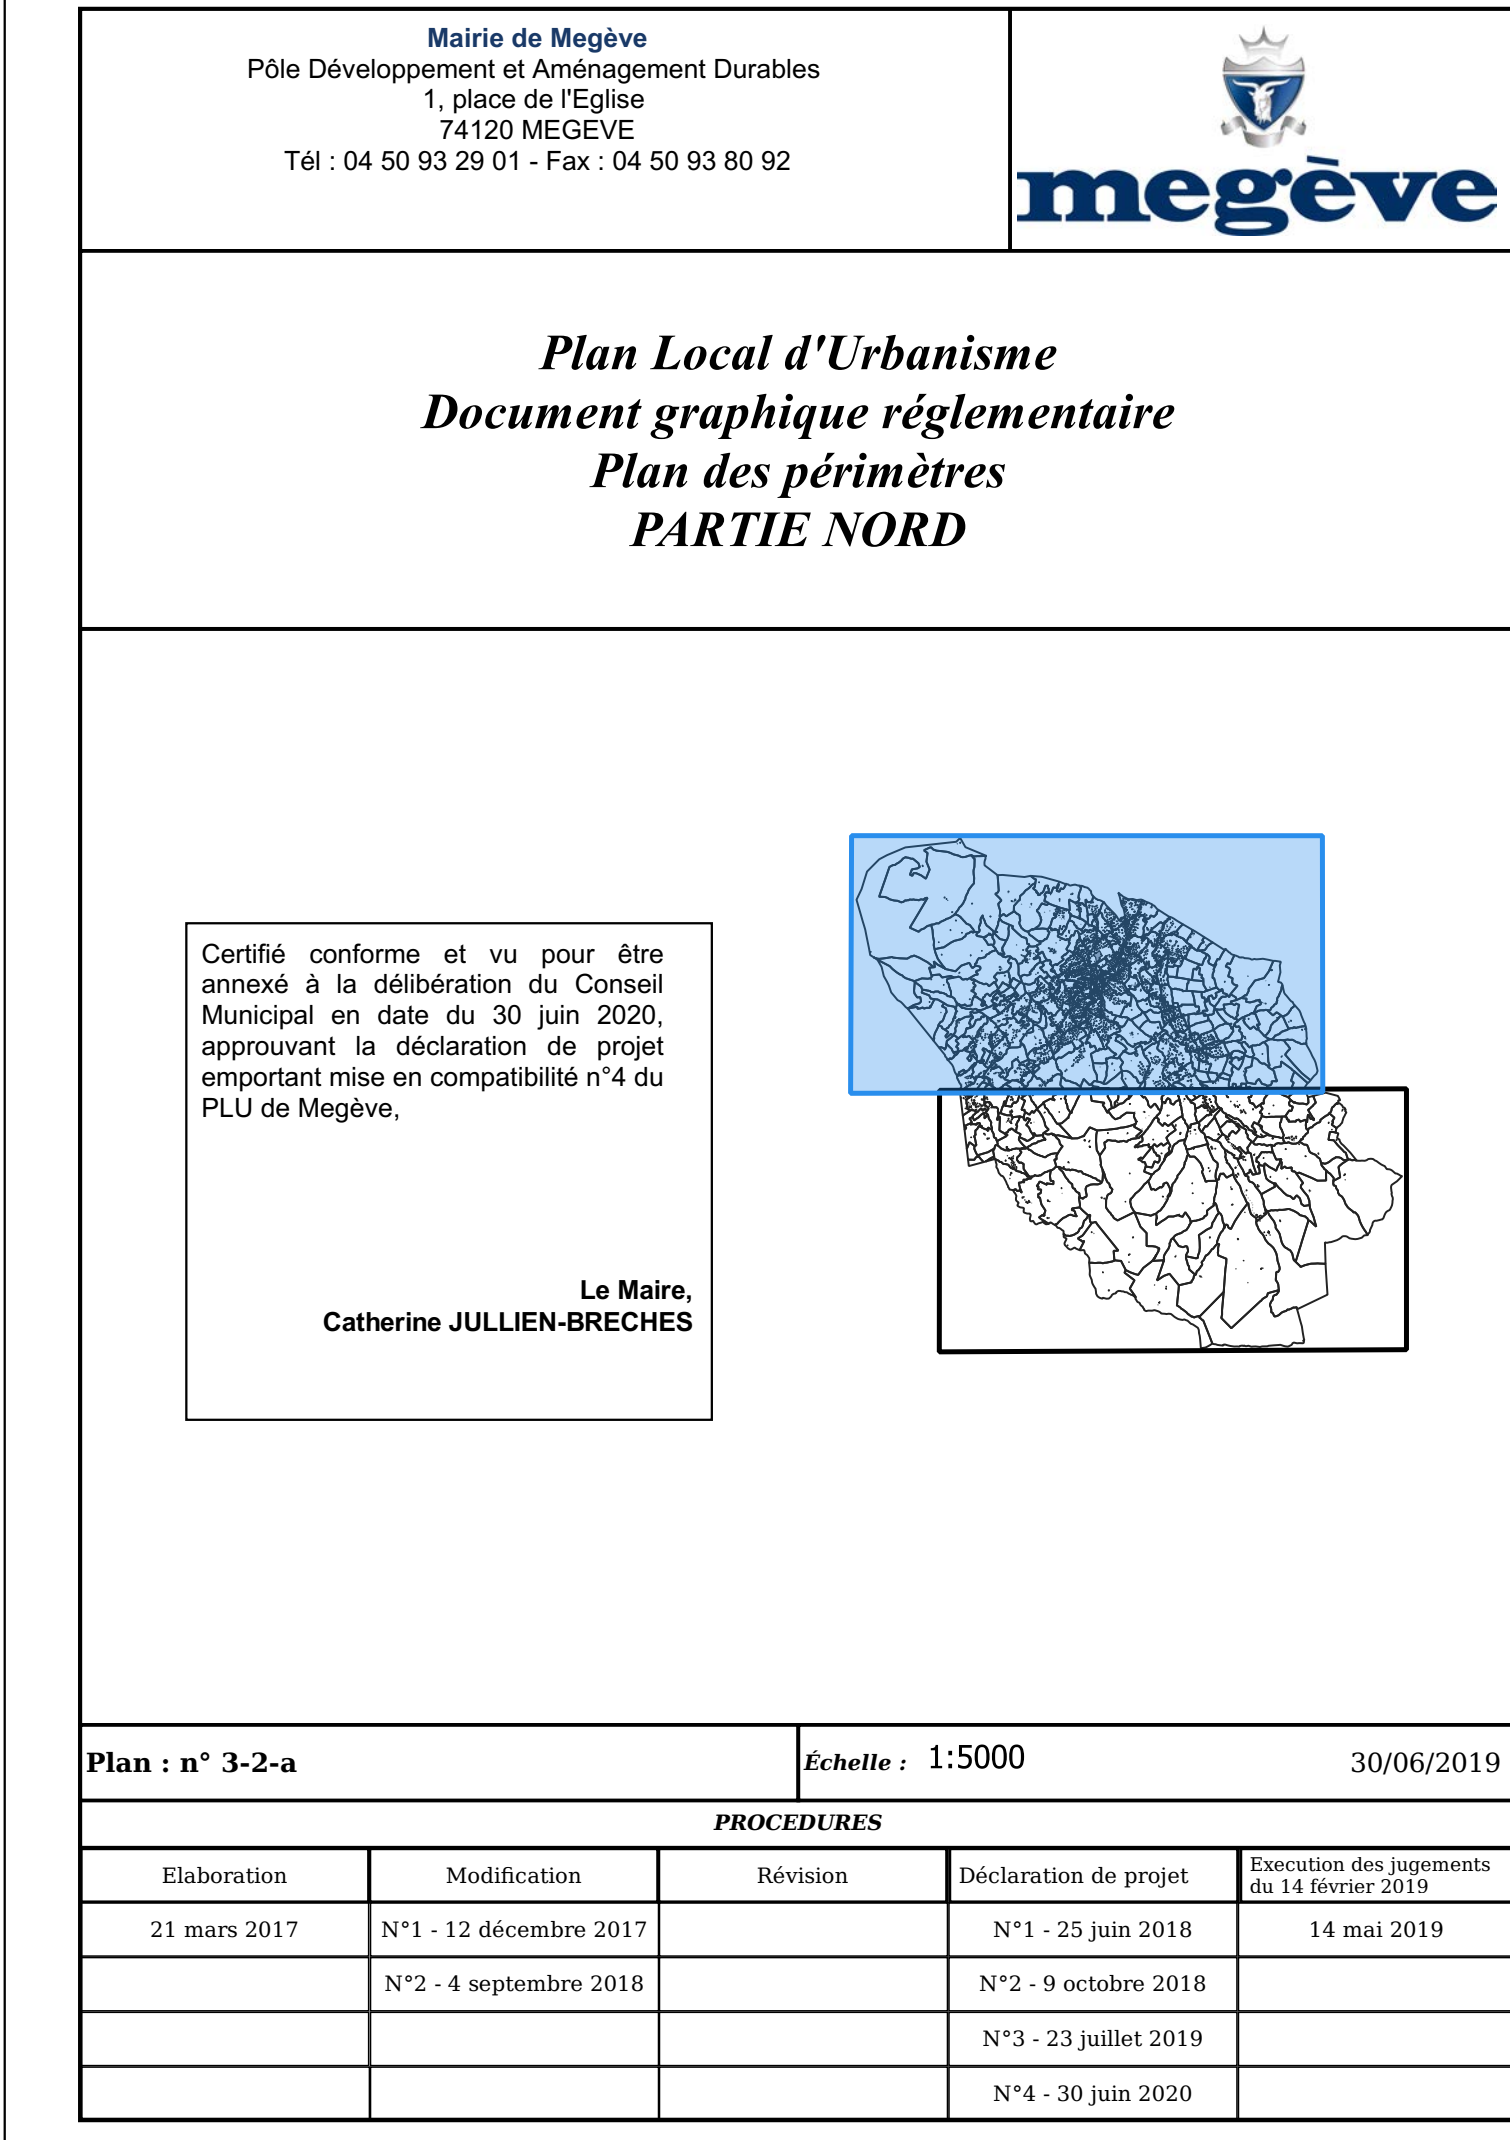 Mairie de Megève
Pôle Développement et Aménagement Durables
1, place de l'Eglise
74120 MEGEVE
Tél : 04 50 93 29 01 - Fax : 04 50 93 80 92
megève
Plan Local d'Urbanisme
Document graphique réglementaire
Plan des périmètres
PARTIE NORD
Certifié conforme et vu pour être
annexé à la délibération du Conseil
Municipal en date du 30 juin 2020,
approuvant la déclaration de projet
emportant mise en compatibilité n°4 du
PLU de Megève,
Le Maire,
Catherine JULLIEN-BRECHES
Plan : n° 3-2-a
Échelle : 1:5000
30/06/2019
PROCEDURES
Elaboration
Modification
Révision
Déclaration de projet
Execution des jugements
du 14 février 2019
21 mars 2017
N°1 - 12 décembre 2017
N°1 - 25 juin 2018
14 mai 2019
N°2 - 4 septembre 2018
N°2 - 9 octobre 2018
N°3 - 23 juillet 2019
N°4 - 30 juin 2020